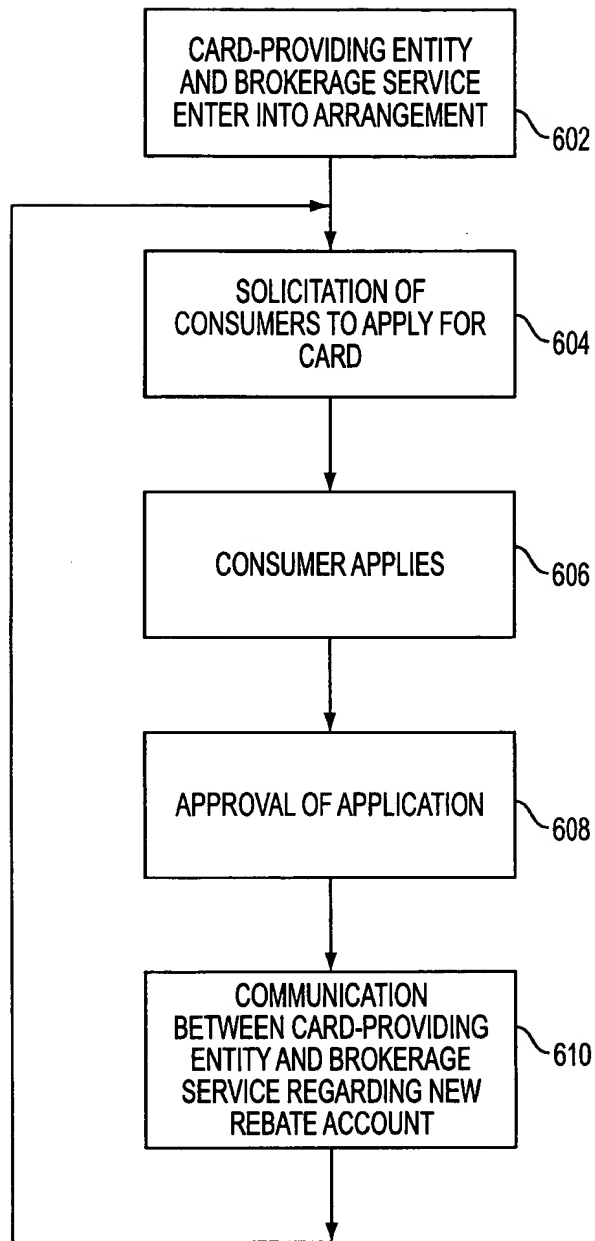 CARD-PROVIDING ENTITY
AND BROKERAGE SERVICE
ENTER INTO ARRANGEMENT
602
SOLICITATION OF
CONSUMERS TO APPLY FOR
CARD
604
CONSUMER APPLIES
606
APPROVAL OF APPLICATION
608
COMMUNICATION
BETWEEN CARD-PROVIDING
ENTITY AND BROKERAGE
SERVICE REGARDING NEW
REBATE ACCOUNT
610